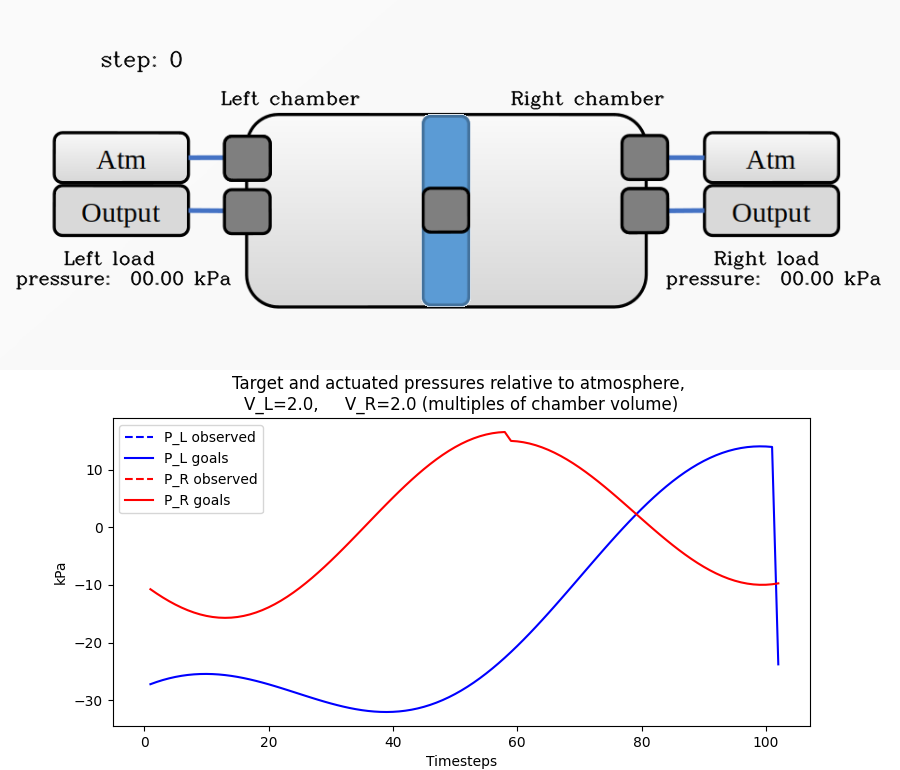 step: 0
Left chamber
Right chamber
Atm
Atm
Output
Output
Left load
pressure: 00.00 kPa
Right load
pressure: 00.00 kPa
Target and actuated pressures relative to atmosphere,
V_L=2.0, V_R=2.0 (multiples of chamber volume)
P_L observed
P_L goals
P_R observed
P_R goals
10
0
−10
−20
−30
kPa
0 20 40 60 80 100
Timesteps